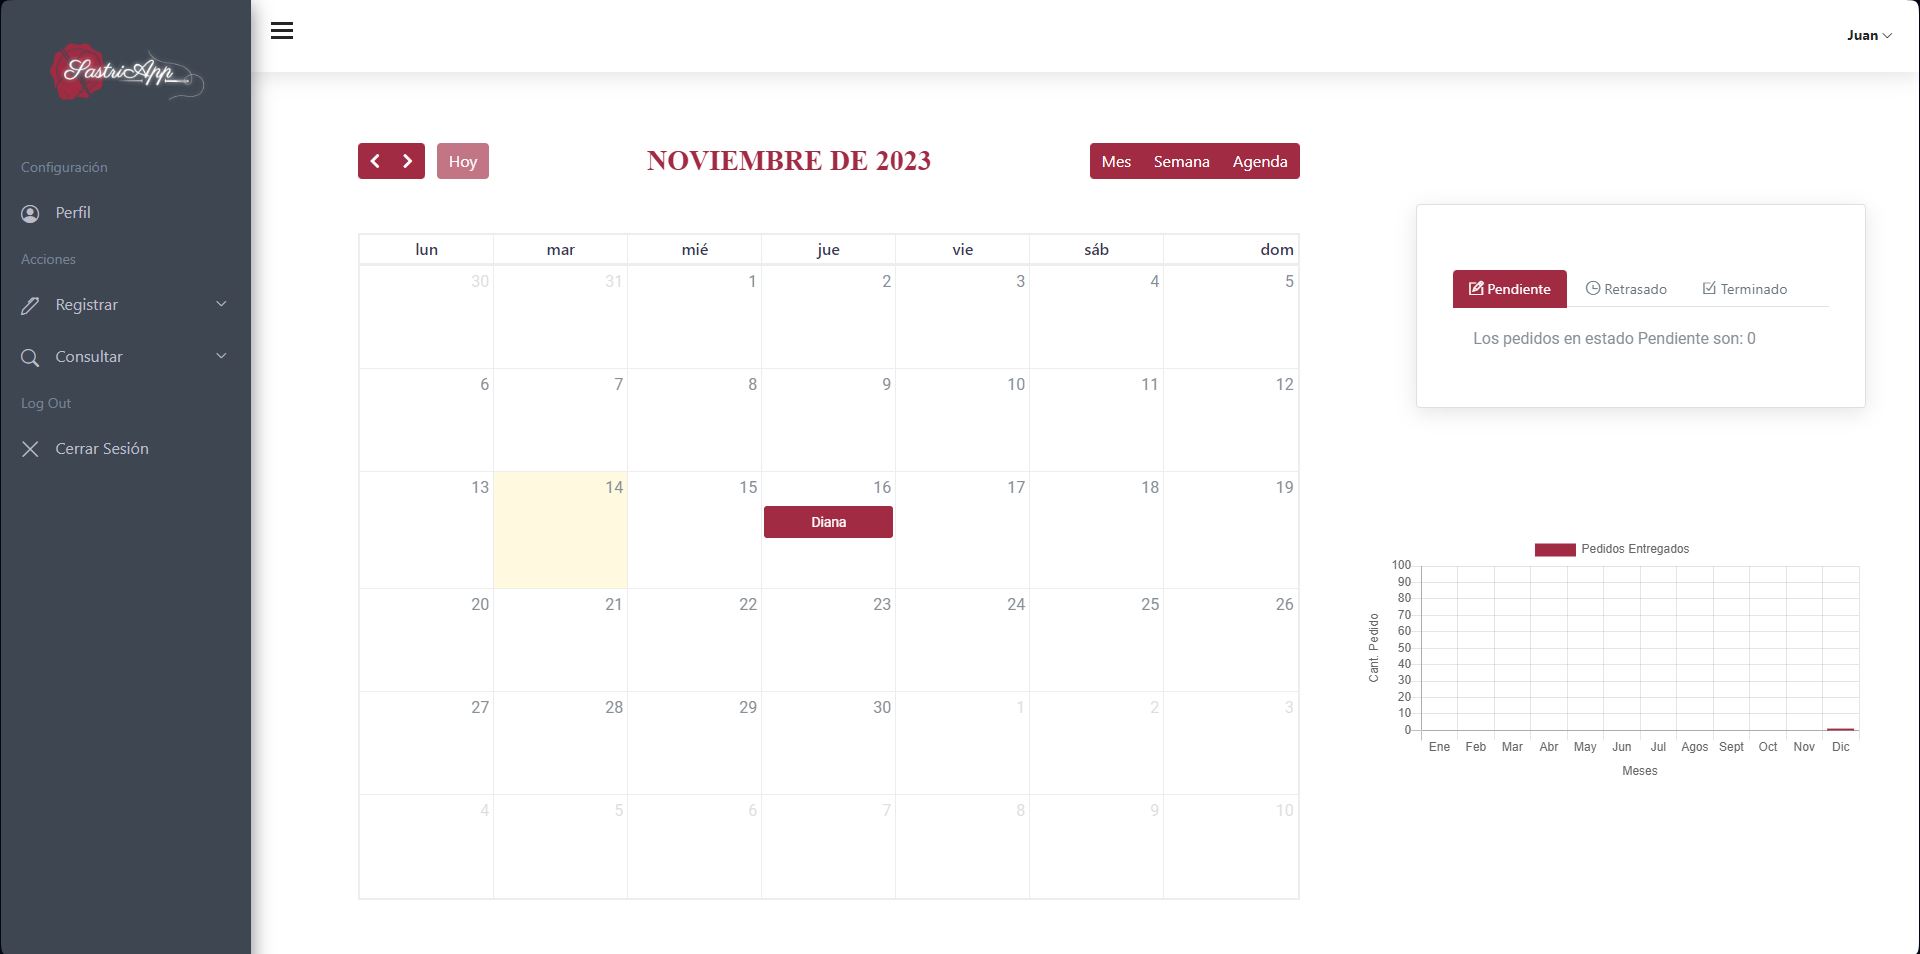 SastriApp
Juan
Configuración
Perfil
Acciones
Registrar
Consultar
Log Out
Cerrar Sesión
Hoy
NOVIEMBRE DE 2023
Mes Semana Agenda
lun mar mié jue vie sáb dom
30 31 1 2 3 4 5
6 7 8 9 10 11 12
13 14 15 16 17 18 19
Diana
20 21 22 23 24 25 26
27 28 29 30 1 2 3
4 5 6 7 8 9 10
Pendiente Retrasado Terminado
Los pedidos en estado Pendiente son: 0
Pedidos Entregados
Cant. Pedido
100
90
80
70
60
50
40
30
20
10
0
Ene Feb Mar Abr May Jun Jul Agos Sept Oct Nov Dic
Meses